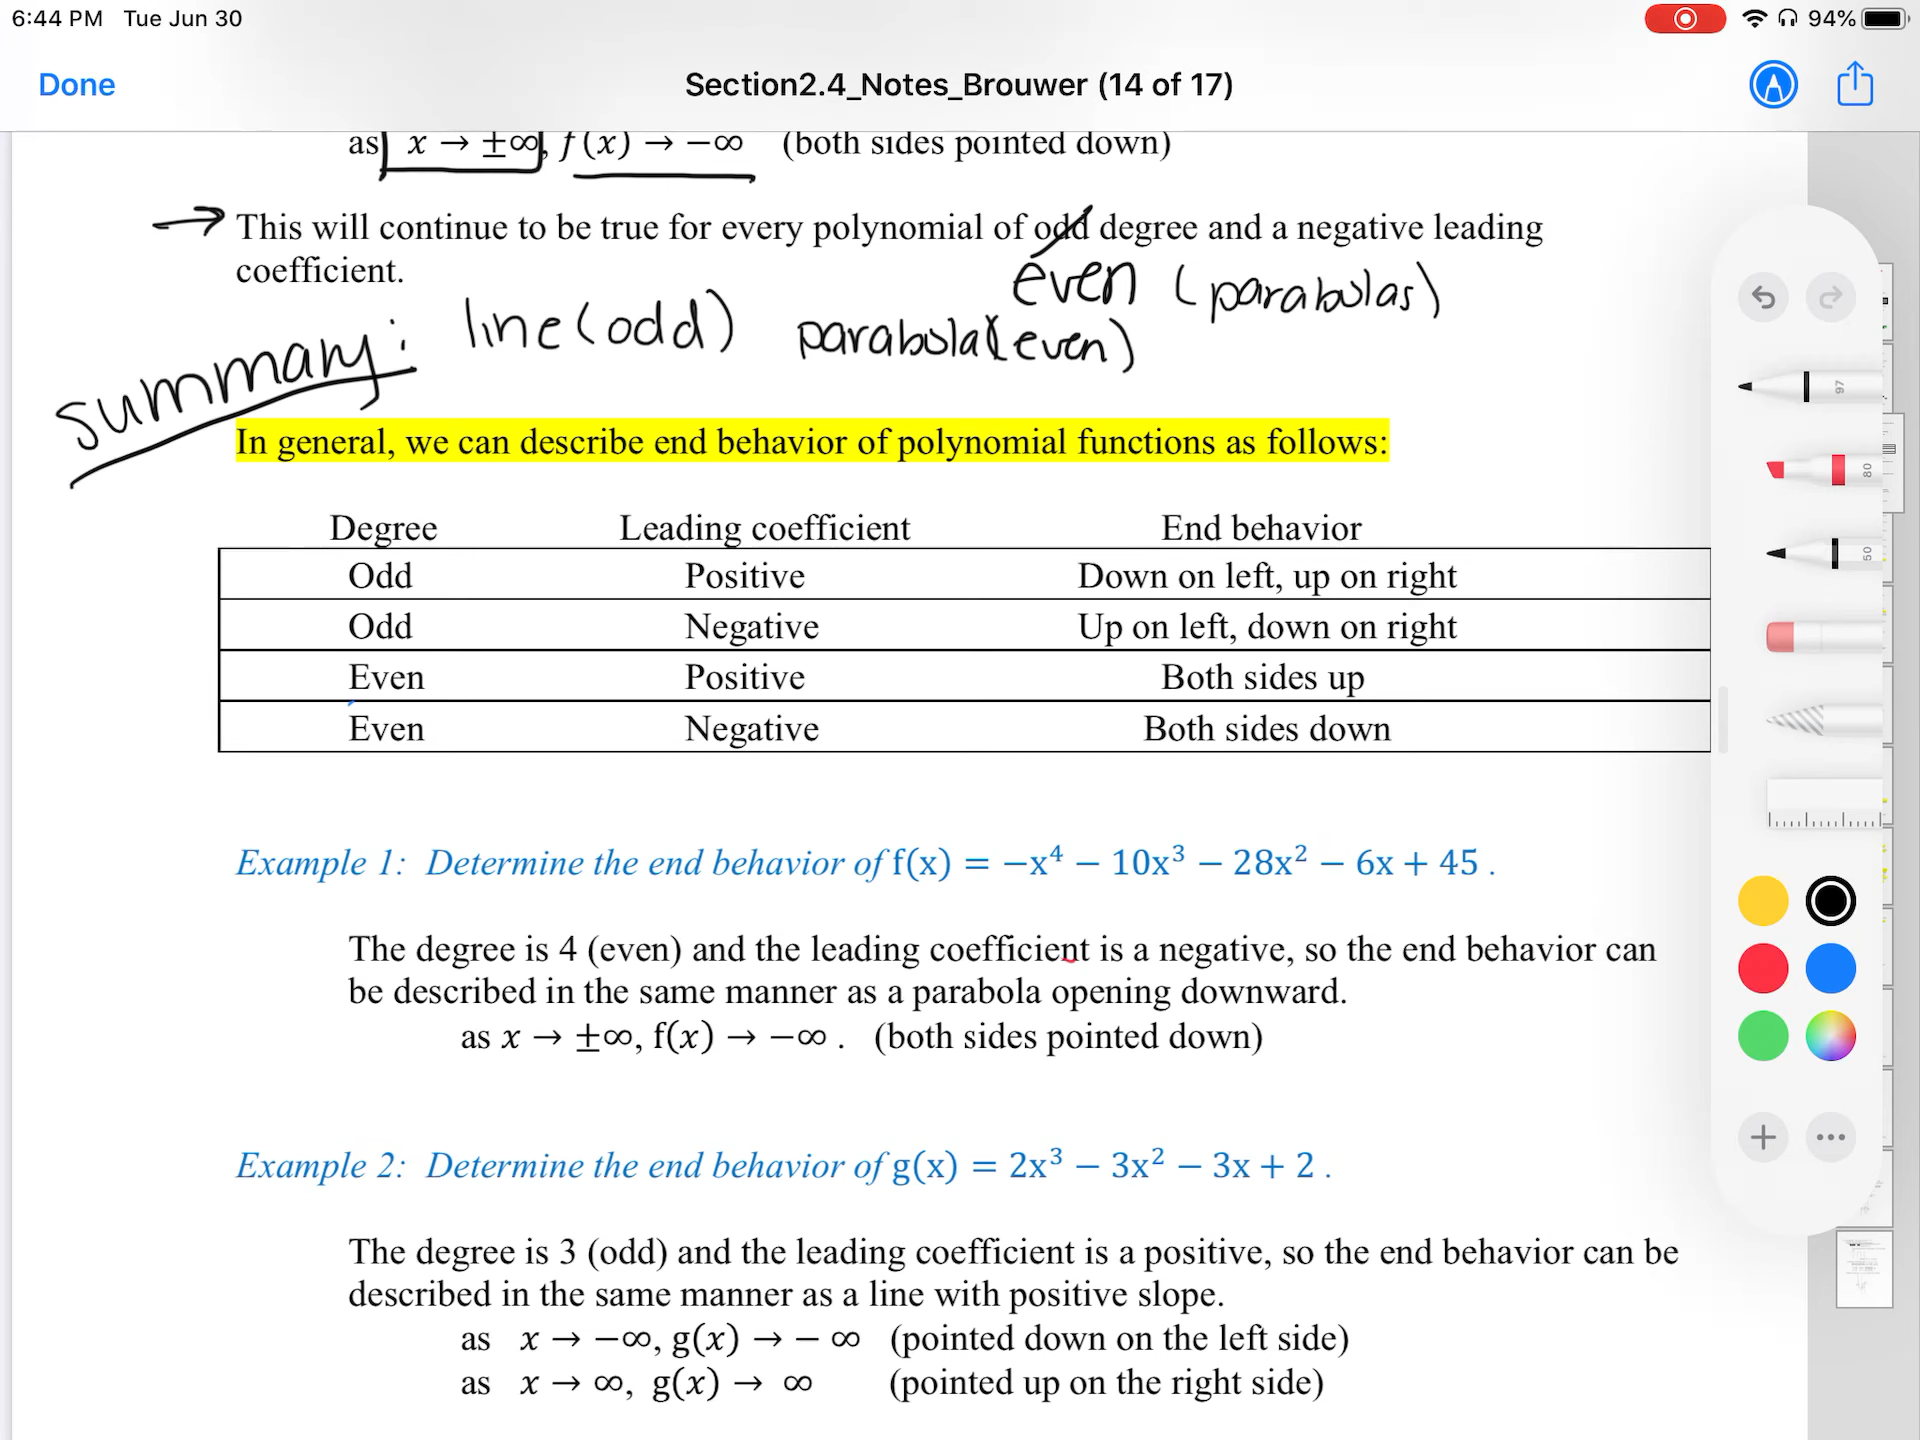 6:44 PM Tue Jun 30
94%
Done
Section2.4_Notes_Brouwer (14 of 17)
as x → ±∞, f(x) → −∞ (both sides pointed down)
→ This will continue to be true for every polynomial of odd degree and a negative leading
coefficient.
even (parabolas)
summary: line (odd) parabola (even)
In general, we can describe end behavior of polynomial functions as follows:
Degree Leading coefficient End behavior
Odd Positive Down on left, up on right
Odd Negative Up on left, down on right
Even Positive Both sides up
Even Negative Both sides down
Example 1: Determine the end behavior of f(x) = −x⁴ − 10x³ − 28x² − 6x + 45 .
The degree is 4 (even) and the leading coefficient is a negative, so the end behavior can
be described in the same manner as a parabola opening downward.
as x → ±∞, f(x) → −∞ . (both sides pointed down)
Example 2: Determine the end behavior of g(x) = 2x³ − 3x² − 3x + 2 .
The degree is 3 (odd) and the leading coefficient is a positive, so the end behavior can be
described in the same manner as a line with positive slope.
as x → −∞, g(x) → − ∞ (pointed down on the left side)
as x → ∞, g(x) → ∞ (pointed up on the right side)
97
80
50